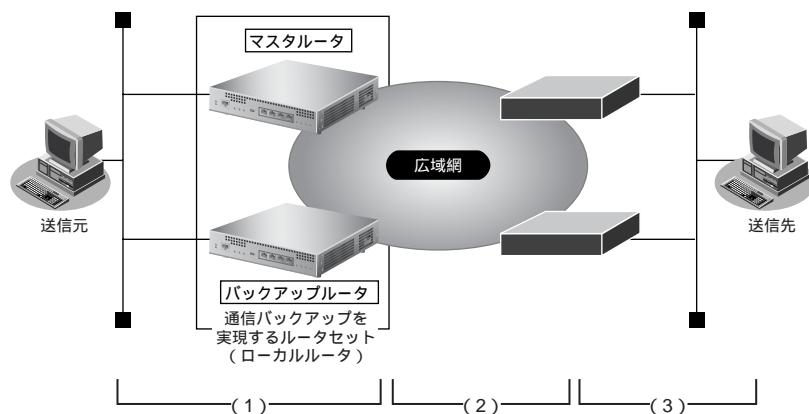 マスタルータ
広域網
送信元
送信先
バックアップルータ
通信バックアップを
実現するルータセット
（ローカルルータ）
（１）
（２）
（３）